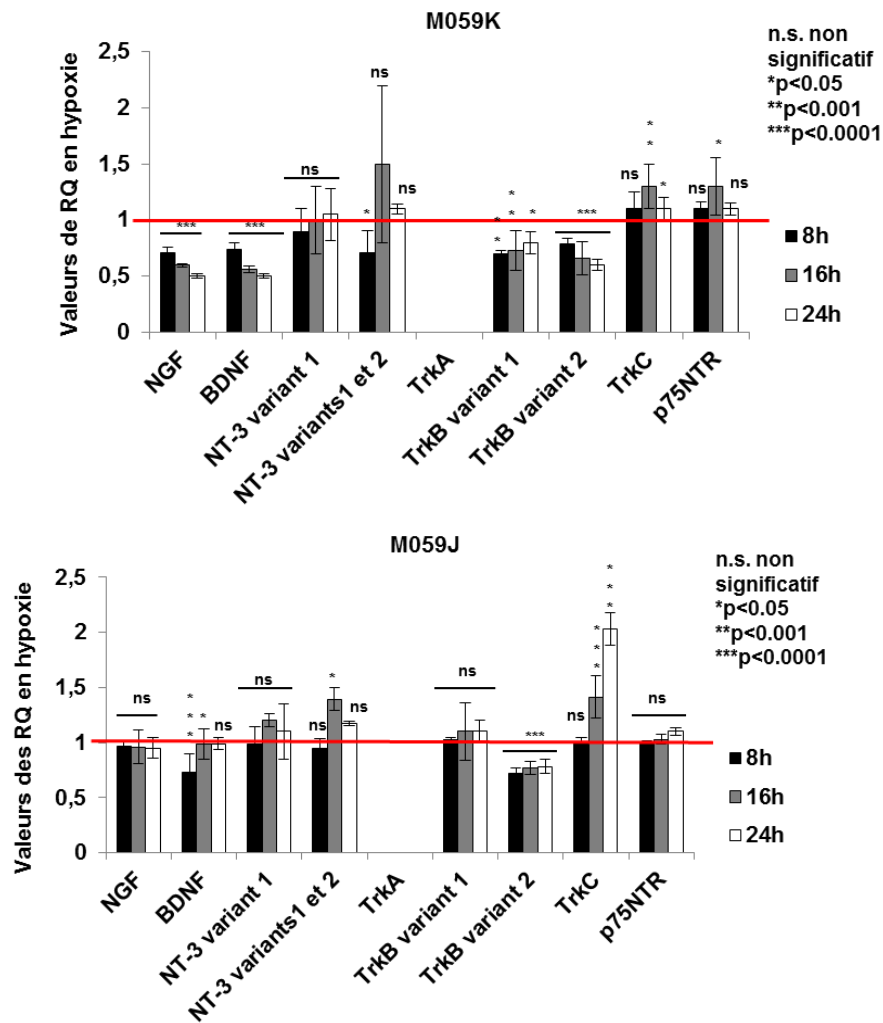 M059K
n.s. non
significatif
*p<0.05
**p<0.001
***p<0.0001
Valeurs de RQ en hypoxie
2,5
2
1,5
1
0,5
0
ns
ns
ns
***
***
*
*
*
*
*
*
***
ns
*
*
*
ns
*
ns
8h
16h
24h
NGF
BDNF
NT-3 variant 1
NT-3 variants1 et 2
TrkA
TrkB variant 1
TrkB variant 2
TrkC
p75NTR
M059J
n.s. non
significatif
*p<0.05
**p<0.001
***p<0.0001
Valeurs des RQ en hypoxie
2,5
2
1,5
1
0,5
0
ns
*
*
*
*
ns
ns
ns
*
ns
ns
***
ns
*
*
*
*
*
*
ns
8h
16h
24h
NGF
BDNF
NT-3 variant 1
NT-3 variants1 et 2
TrkA
TrkB variant 1
TrkB variant 2
TrkC
p75NTR